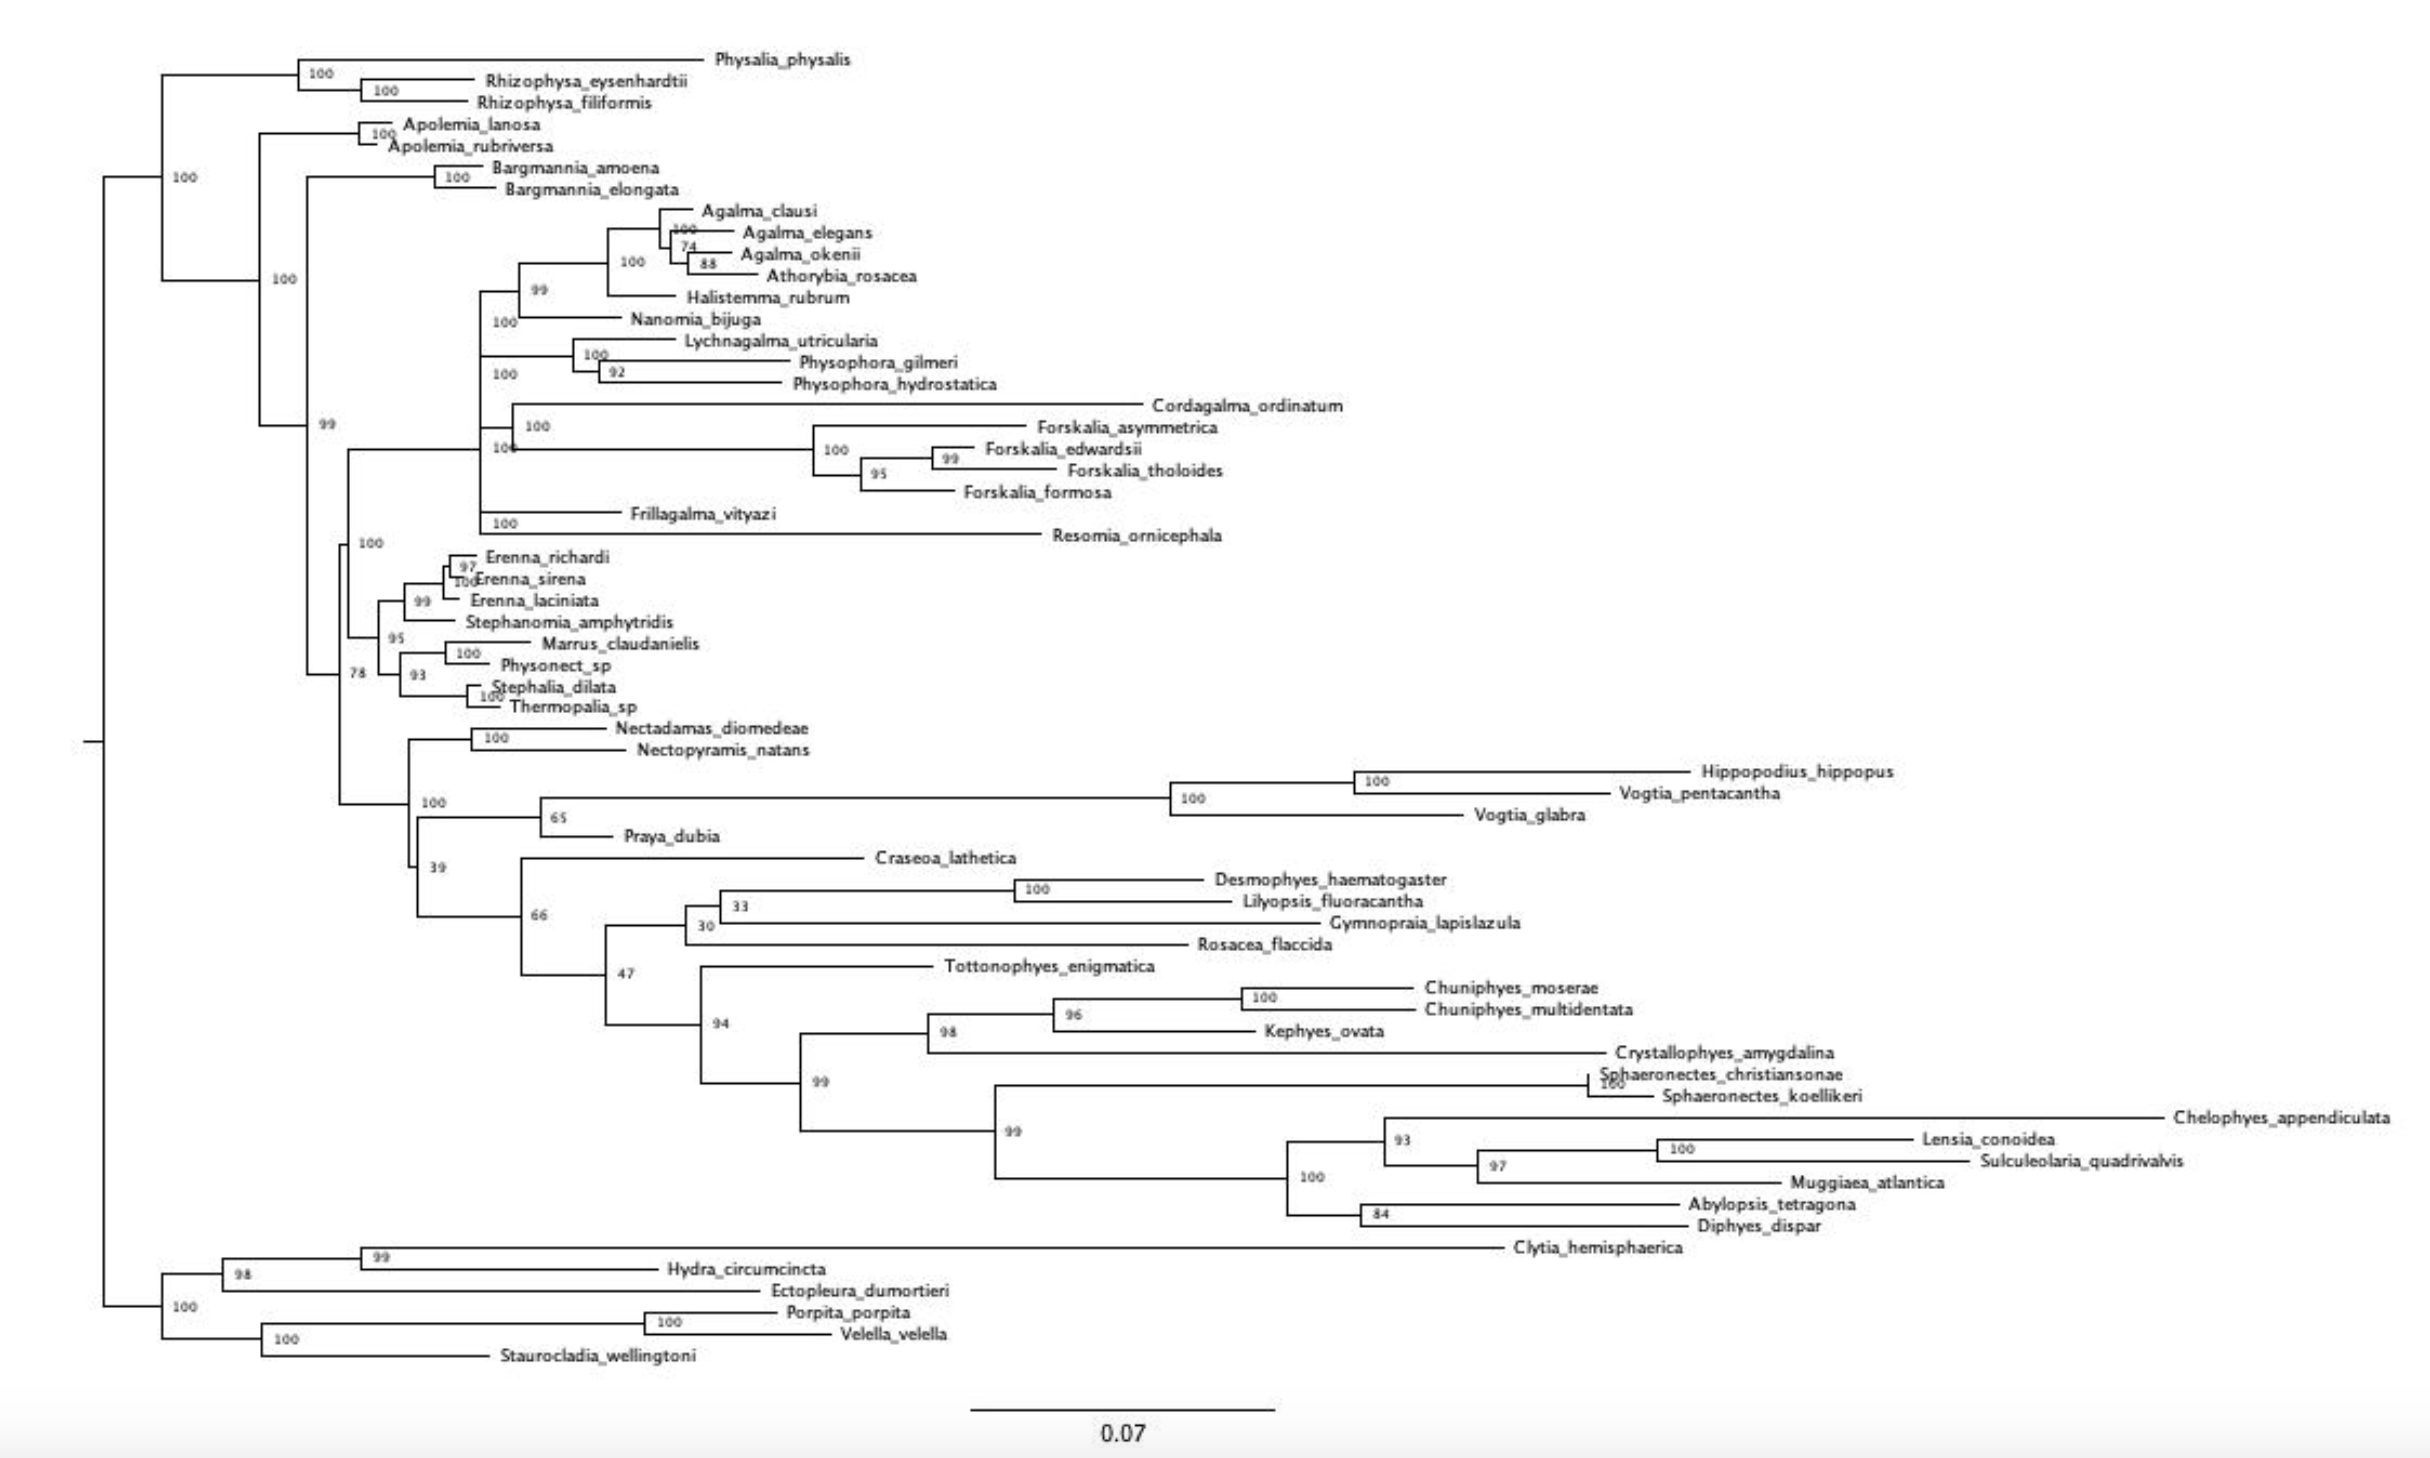 Physalia_physalis
100
Rhizophysa_eysenhardtii
100
Rhizophysa_filiformis
Apolemia_lanosa
100
Apolemia_rubriversa
Bargmannia_amoena
100
100
Bargmannia_elongata
Agalma_clausi
100
Agalma_elegans
74
Agalma_okenii
100
88
Athorybia_rosacea
100
99
Halistemma_rubrum
100
Nanomia_bijuga
Lychnagalma_utricularia
100
Physophora_gilmeri
100
92
Physophora_hydrostatica
Cordagalma_ordinatum
99
100
Forskalia_asymmetrica
100
100
Forskalia_edwardsii
99
Forskalia_tholoides
95
Forskalia_formosa
Frillagalma_vityazi
100
Resomia_ornicephala
100
Erenna_richardi
97
100
Erenna_sirena
99
Erenna_laciniata
Stephanomia_amphytridis
95
Marrus_claudanielis
100
Physonect_sp
78
93
Stephalia_dilata
100
Thermopalia_sp
Nectadamas_diomedeae
100
Nectopyramis_natans
Hippopodius_hippopus
100
Vogtia_pentacantha
100
100
Vogtia_glabra
65
Praya_dubia
Craseoa_lathetica
39
Desmophyes_haematogaster
100
Lilyopsis_fluoracantha
33
66
Gymnopraia_lapislazula
30
Rosacea_flaccida
Tottonophyes_enigmatica
47
Chuniphyes_moserae
100
Chuniphyes_multidentata
96
94
98
Kephyes_ovata
Crystallophyes_amygdalina
Sphaeronectes_christiansonae
99
100
Sphaeronectes_koellikeri
Chelophyes_appendiculata
99
93
Lensia_conoidea
100
Sulculeolaria_quadrivalvis
97
100
Muggiaea_atlantica
Abylopsis_tetragona
84
Diphyes_dispar
Clytia_hemisphaerica
99
Hydra_circumcincta
98
Ectopleura_dumortieri
100
Porpita_porpita
100
Velella_velella
100
Staurocladia_wellingtoni
0.07